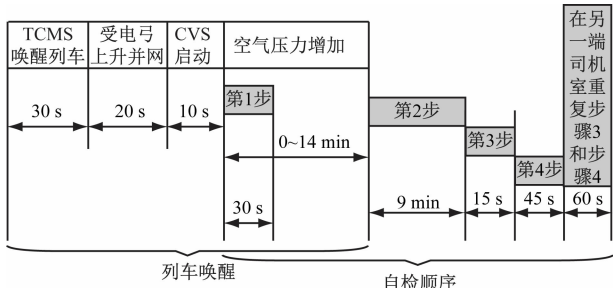 TCMS
唤醒列车
受电弓
上升并网
CVS
启动
空气压力增加
在另
一端
司机
室重
复步
骤3
和步
骤4
第1步
第2步
第3步
第4步
30 s
20 s
10 s
0~14 min
30 s
9 min
15 s
45 s
60 s
列车唤醒
自检顺序